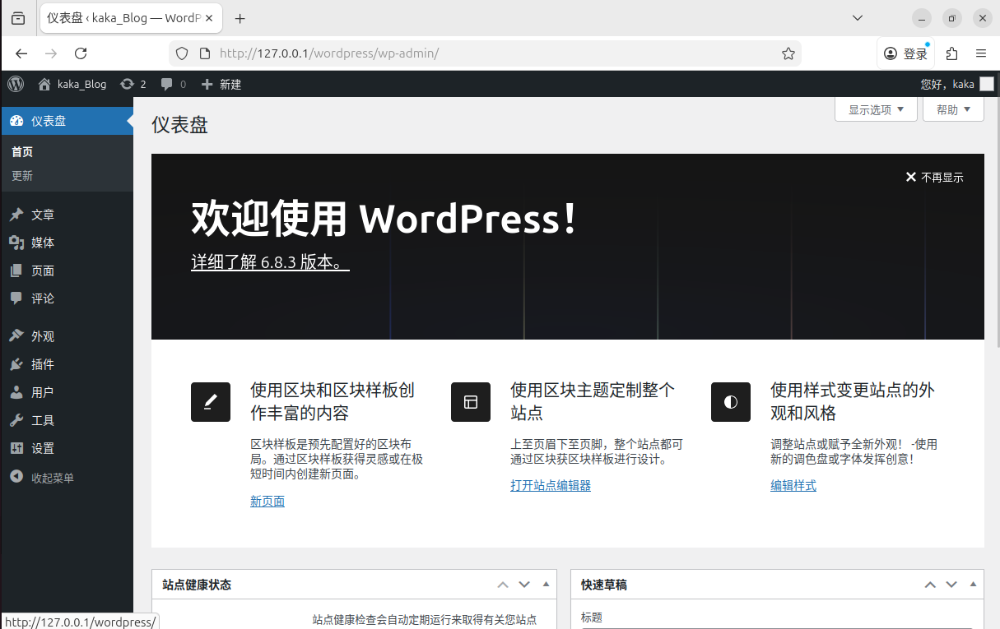 仪表盘 ‹ kaka_Blog — WordP
http://127.0.0.1/wordpress/wp-admin/
登录
kaka_Blog
2
0
新建
您好，kaka
仪表盘
首页
更新
文章
媒体
页面
评论
外观
插件
用户
工具
设置
收起菜单
仪表盘
显示选项
帮助
不再显示
欢迎使用 WordPress！
详细了解 6.8.3 版本。
使用区块和区块样板创
作丰富的内容
区块样板是预先配置好的区块布
局。通过区块样板获得灵感或在极
短时间内创建新页面。
新页面
使用区块主题定制整个
站点
上至页眉下至页脚，整个站点都可
通过区块获区块样板进行设计。
打开站点编辑器
使用样式变更站点的外
观和风格
调整站点或赋予全新外观！ -使用
新的调色盘或字体发挥创意！
编辑样式
站点健康状态
站点健康检查会自动定期运行来取得有关您站点
快速草稿
标题
http://127.0.0.1/wordpress/